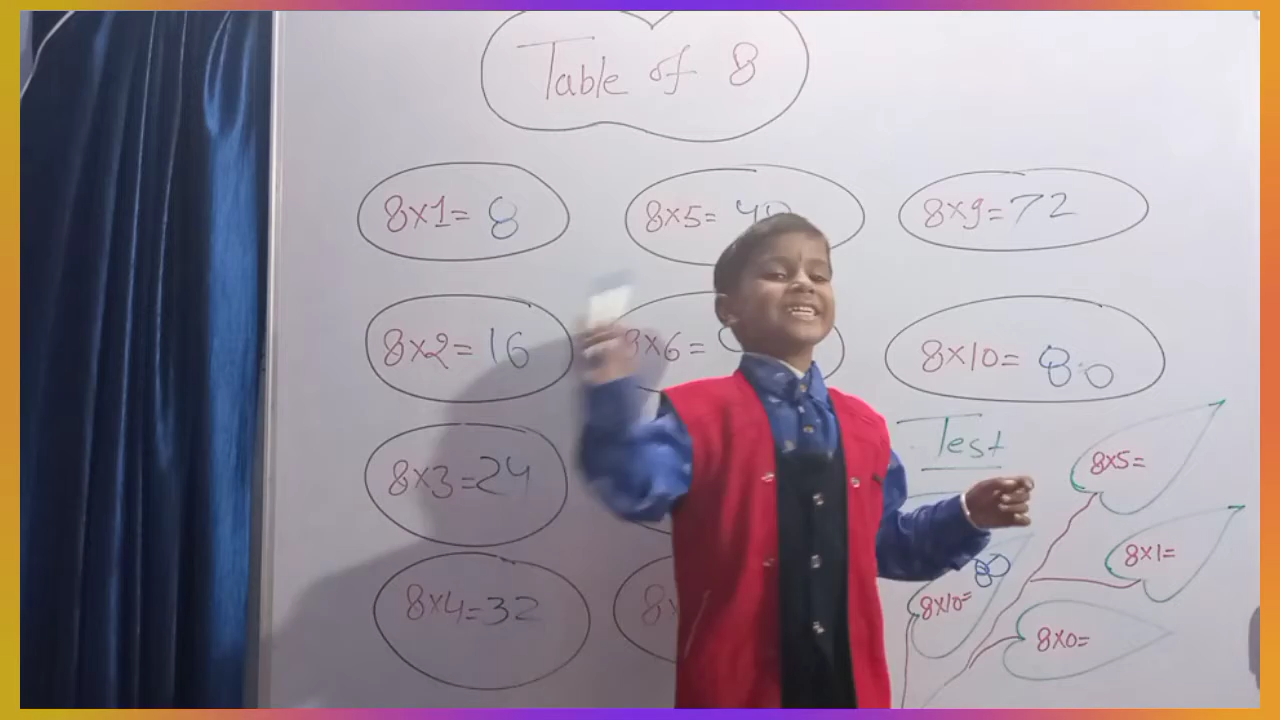 Table of 8
8x1= 8
8x2= 16
8x3=24
8x4=32
8x5= 40
8x9=72
8x10= 80
Test
8x5=
8x1=
8x10= 80
8x0=